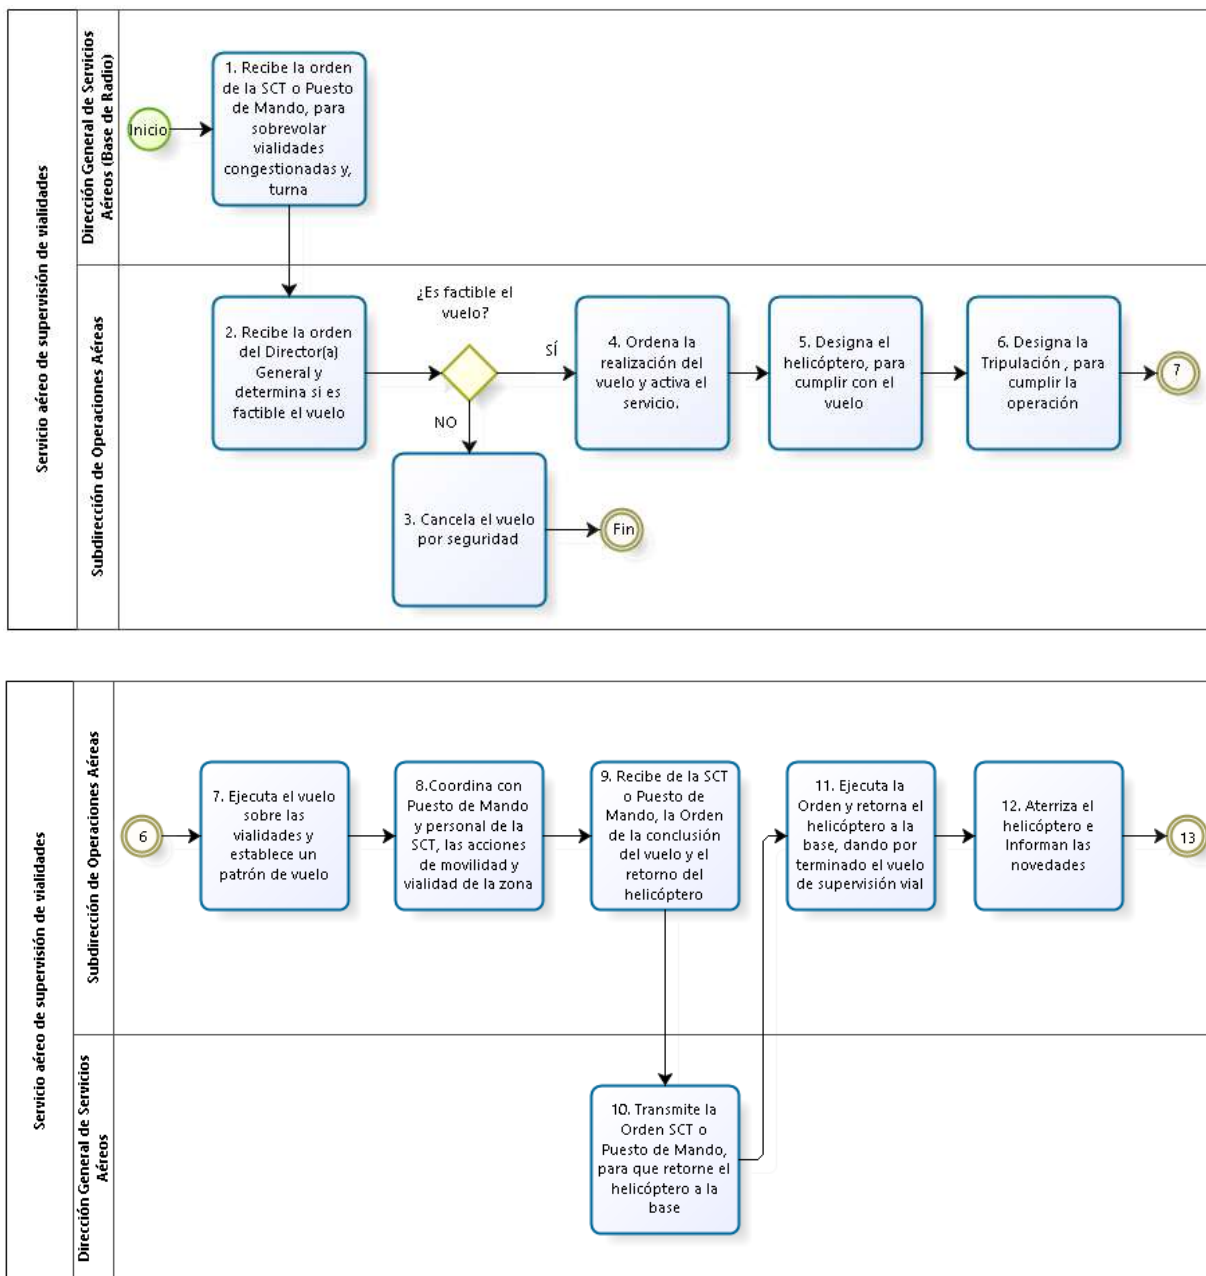 Servicio aéreo de supervisión de vialidades
Dirección General de Servicios
Aéreos (Base de Radio)
Inicio
1. Recibe la orden
de la SCT o Puesto
de Mando, para
sobrevolar
vialidades
congestionadas y,
turna
Subdirección de Operaciones Aéreas
2. Recibe la orden
del Director(a)
General y
determina si es
factible el vuelo
¿Es factible el
vuelo?
SÍ
NO
3. Cancela el vuelo
por seguridad
Fin
4. Ordena la
realización del
vuelo y activa el
servicio.
5. Designa el
helicóptero, para
cumplir con el
vuelo
6. Designa la
Tripulación , para
cumplir la
operación
7
Servicio aéreo de supervisión de vialidades
Subdirección de Operaciones Aéreas
6
7. Ejecuta el vuelo
sobre las
vialidades y
establece un
patrón de vuelo
8.Coordina con
Puesto de Mando
y personal de la
SCT, las acciones
de movilidad y
vialidad de la zona
9. Recibe de la SCT
o Puesto de
Mando, la Orden
de la conclusión
del vuelo y el
retorno del
helicóptero
11. Ejecuta la
Orden y retorna el
helicóptero a la
base, dando por
terminado el vuelo
de supervisión vial
12. Aterriza el
helicóptero e
Informan las
novedades
13
Dirección General de Servicios
Aéreos
10. Transmite la
Orden SCT o
Puesto de Mando,
para que retorne el
helicóptero a la
base